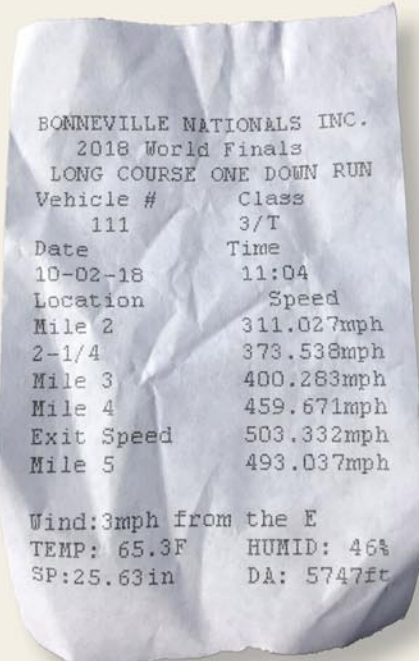 BONNEVILLE NATIONALS INC.
2018 World Finals
LONG COURSE ONE DOWN RUN
Vehicle # Class
111 3/T
Date Time
10-02-18 11:04
Location Speed
Mile 2 311.027mph
2-1/4 373.538mph
Mile 3 400.283mph
Mile 4 459.671mph
Exit Speed 503.332mph
Mile 5 493.037mph
Wind:3mph from the E
TEMP: 65.3F HUMID: 46%
SP:25.63in DA: 5747ft